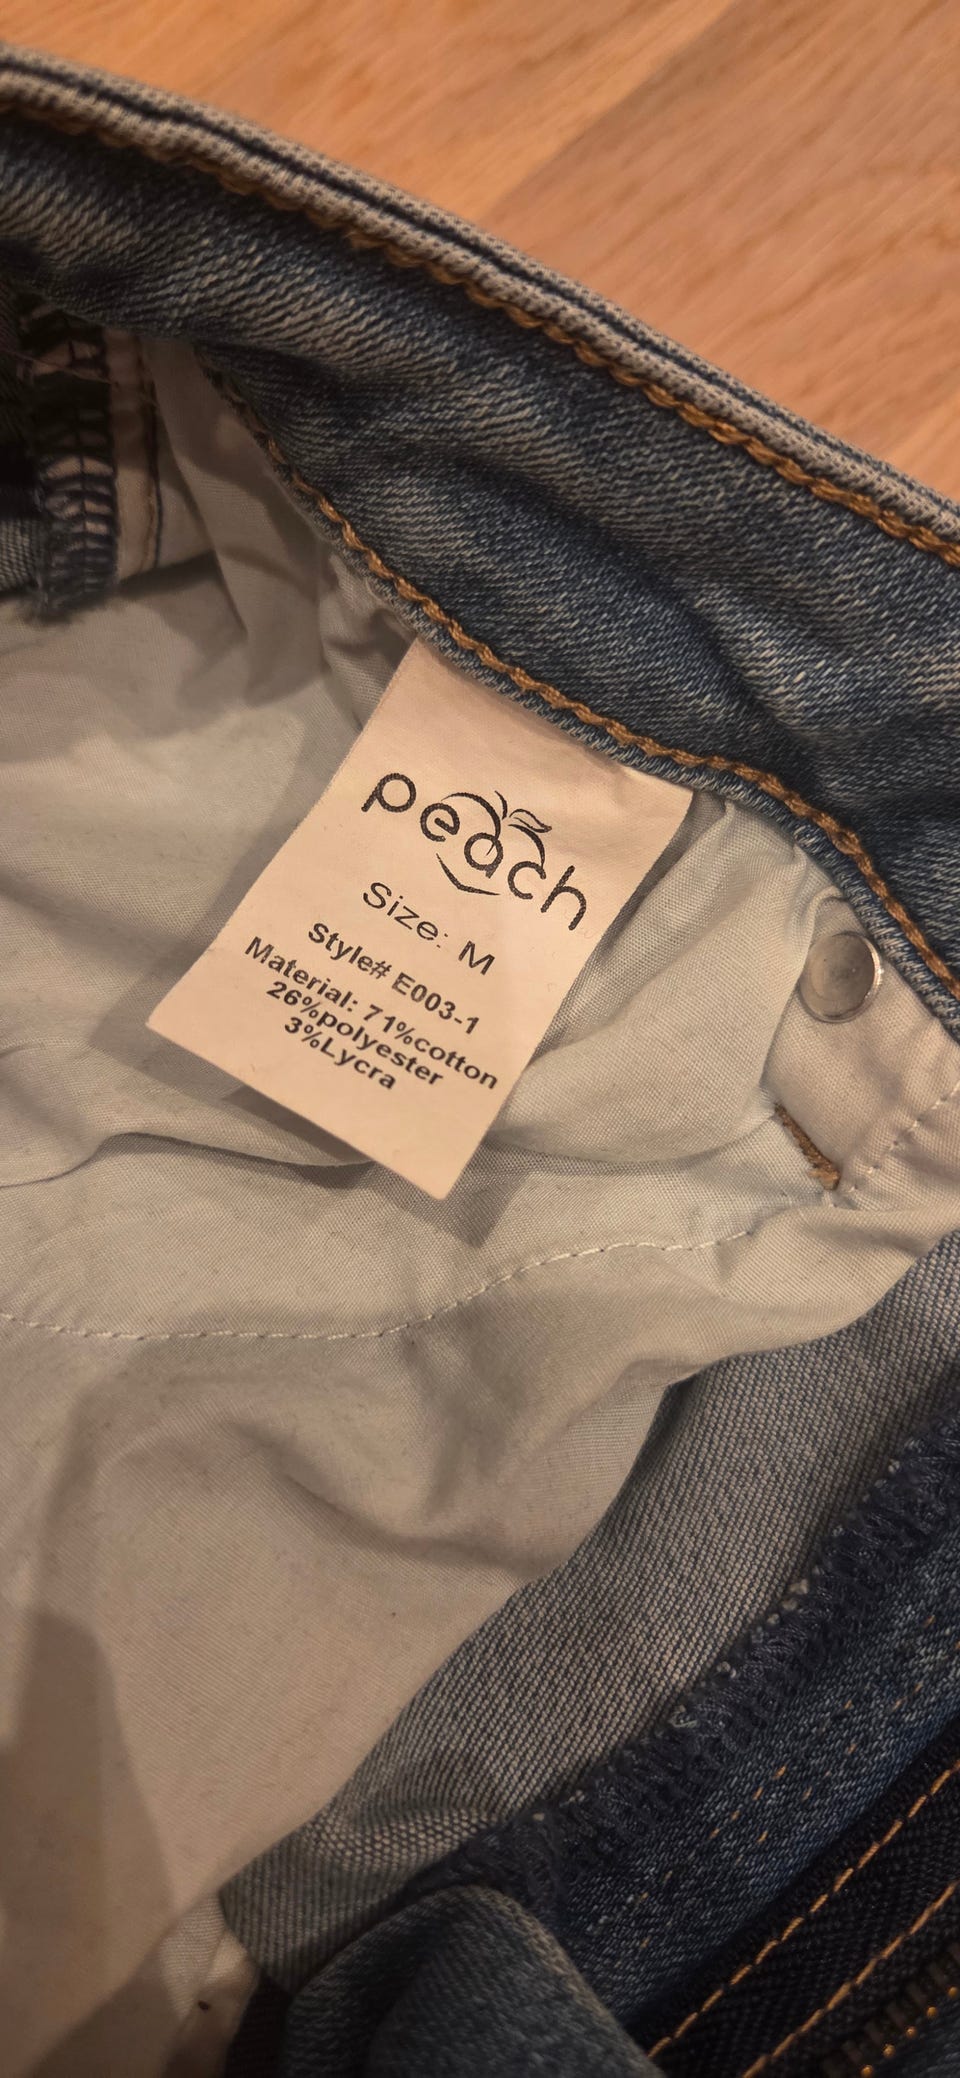 peach
Size: M
Style# E003-1
Material: 71%cotton
26%polyester
3%Lycra